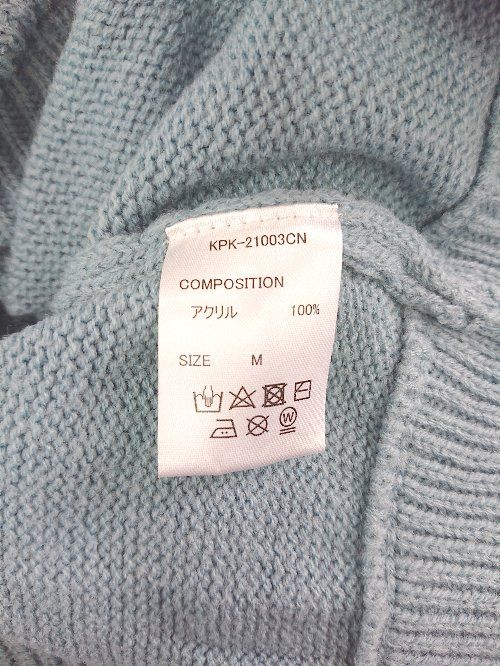 KPK-21003CN
COMPOSITION
アクリル 100%
SIZE M
W